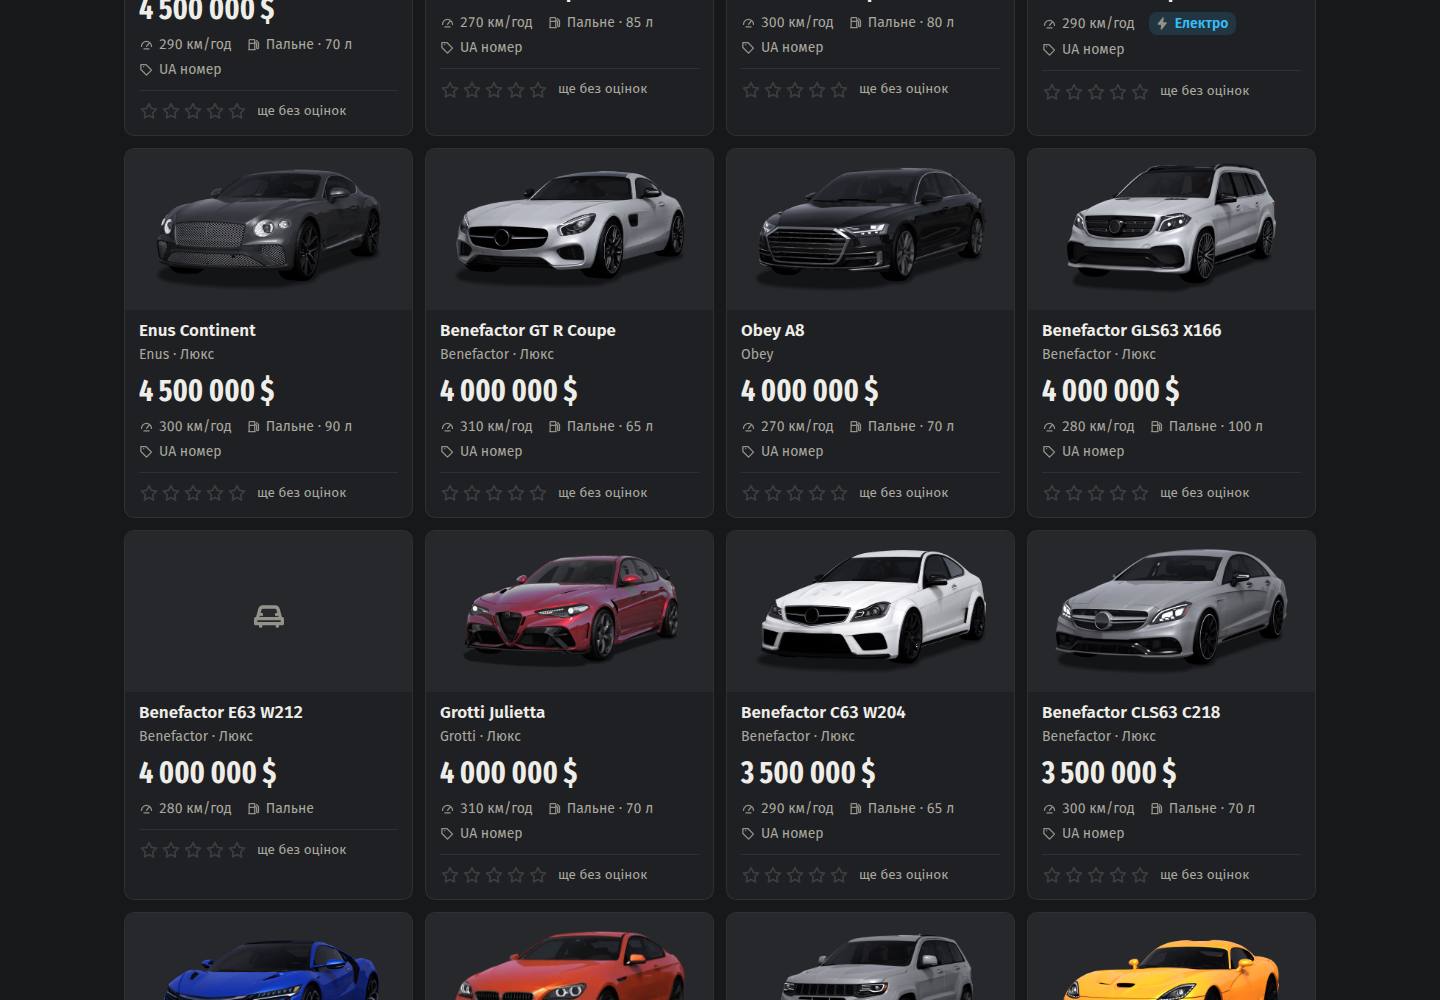 4 500 000 $
290 км/год Пальне · 70 л
UA номер
ще без оцінок
270 км/год Пальне · 85 л
UA номер
ще без оцінок
300 км/год Пальне · 80 л
UA номер
ще без оцінок
290 км/год Електро
UA номер
ще без оцінок
Enus Continent
Enus · Люкс
4 500 000 $
300 км/год Пальне · 90 л
UA номер
ще без оцінок
Benefactor GT R Coupe
Benefactor · Люкс
4 000 000 $
310 км/год Пальне · 65 л
UA номер
ще без оцінок
Obey A8
Obey
4 000 000 $
270 км/год Пальне · 70 л
UA номер
ще без оцінок
Benefactor GLS63 X166
Benefactor · Люкс
4 000 000 $
280 км/год Пальне · 100 л
UA номер
ще без оцінок
Benefactor E63 W212
Benefactor · Люкс
4 000 000 $
280 км/год Пальне
ще без оцінок
Grotti Julietta
Grotti · Люкс
4 000 000 $
310 км/год Пальне · 70 л
UA номер
ще без оцінок
Benefactor C63 W204
Benefactor · Люкс
3 500 000 $
290 км/год Пальне · 65 л
UA номер
ще без оцінок
Benefactor CLS63 C218
Benefactor · Люкс
3 500 000 $
300 км/год Пальне · 70 л
UA номер
ще без оцінок